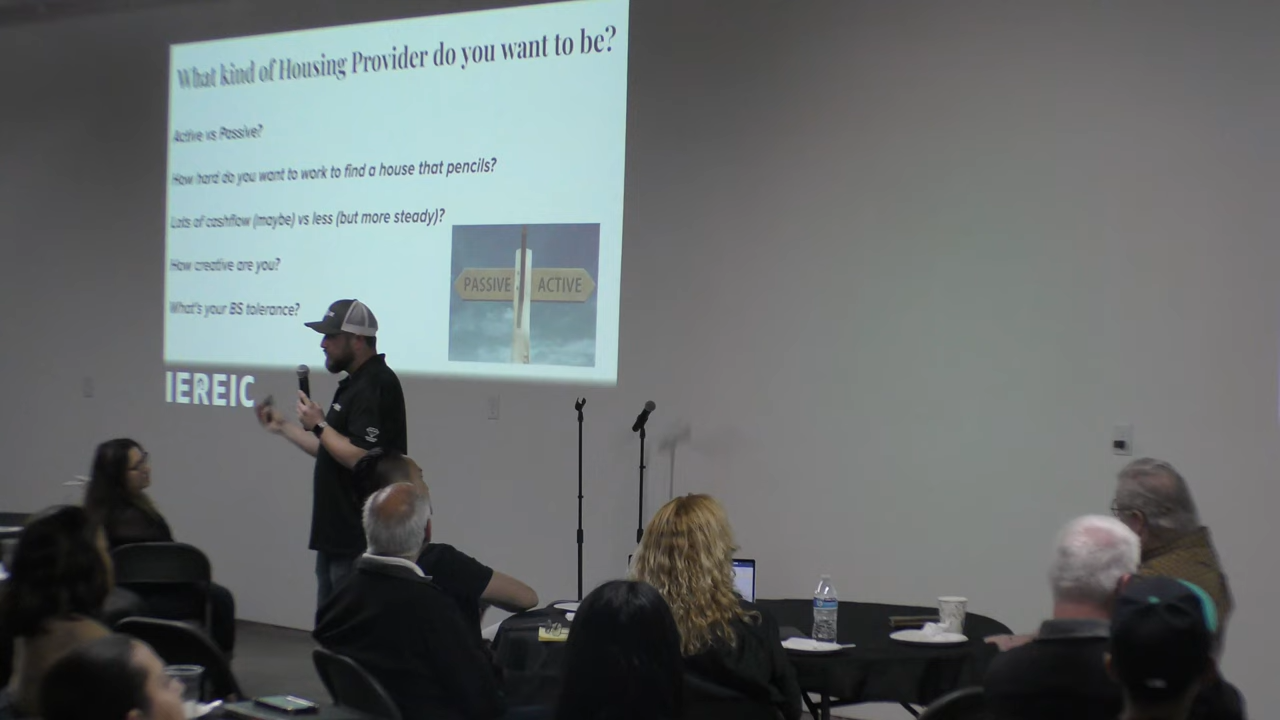 What kind of Housing Provider do you want to be?
Active vs Passive?
How hard do you want to work to find a house that pencils?
Lots of cashflow (maybe) vs less (but more steady)?
How creative are you?
What's your BS tolerance?
PASSIVE
ACTIVE
IEREIC